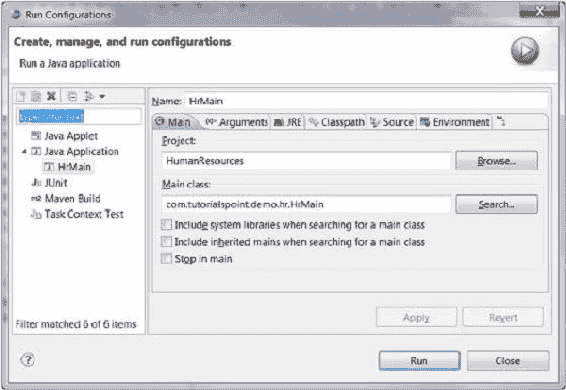 Run Configurations
Create, manage, and run configurations
Run a Java application
type filter text
Java Applet
Java Application
HrMain
JUnit
Maven Build
Task Context Test
Filter matched 6 of 6 items
Name: HrMain
Main
Arguments
JRE
Classpath
Source
Environment
Project:
HumanResources
Browse...
Main class:
com.tutorialspoint.demo.hr.HrMain
Search...
Include system libraries when searching for a main class
Include inherited mains when searching for a main class
Stop in main
Apply
Revert
Run
Close